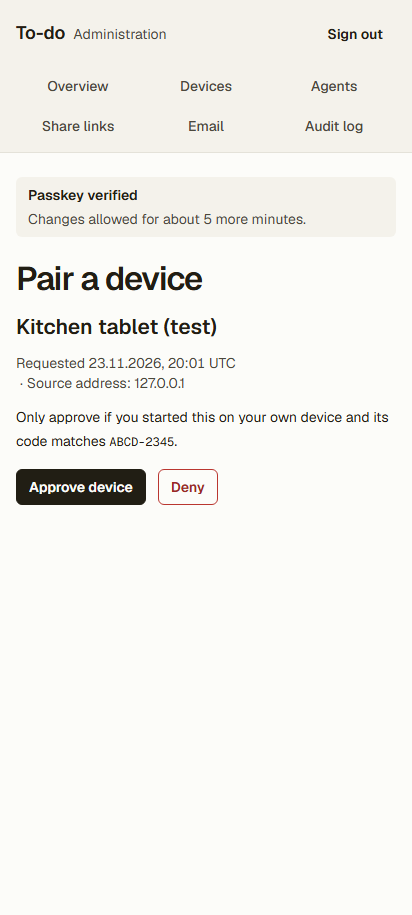 To-do Administration Sign out
Overview Devices Agents
Share links Email Audit log
Passkey verified
Changes allowed for about 5 more minutes.
Pair a device
Kitchen tablet (test)
Requested 23.11.2026, 20:01 UTC
· Source address: 127.0.0.1
Only approve if you started this on your own device and its
code matches ABCD-2345.
Approve device Deny